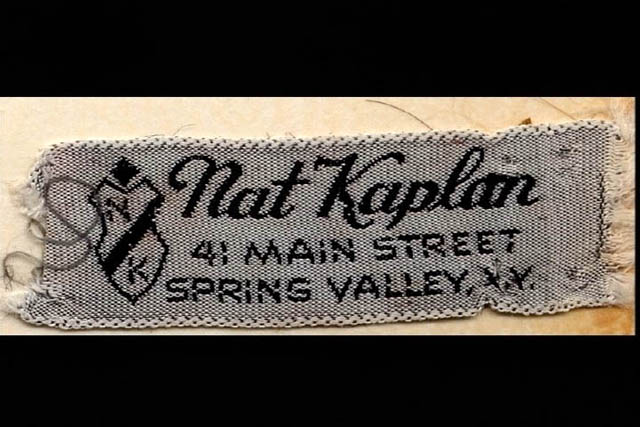 Nat Kaplan
N
K
41 MAIN STREET
SPRING VALLEY, N.Y.